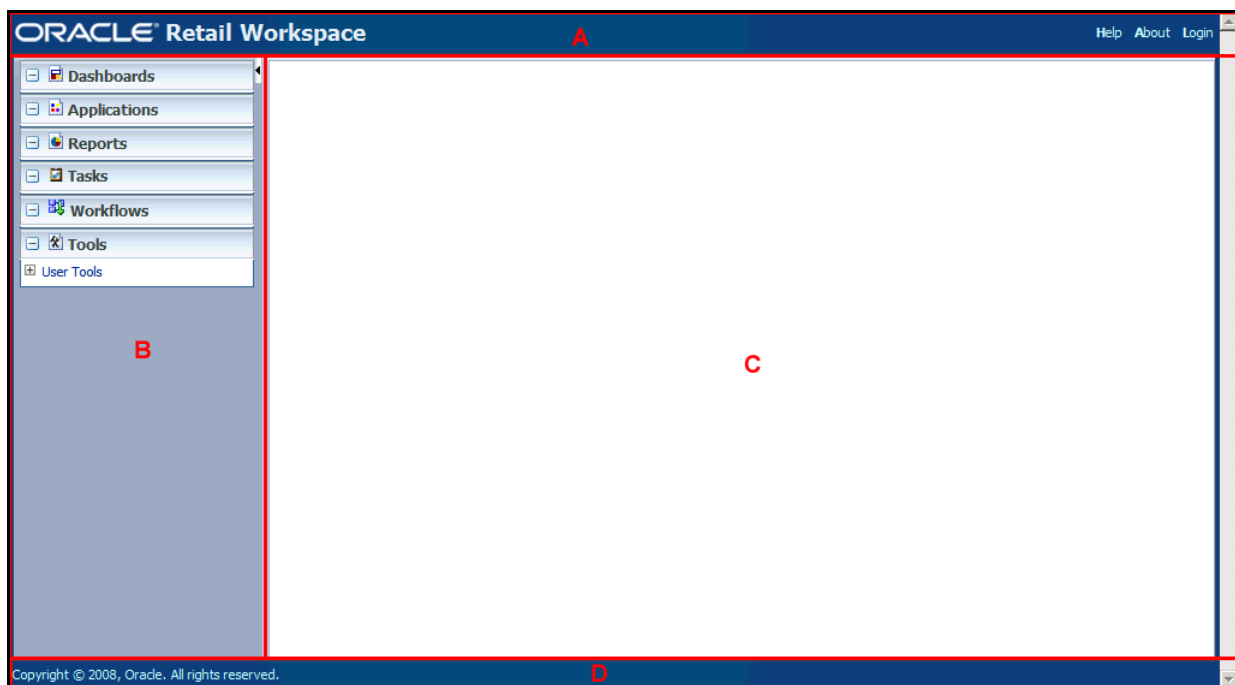 ORACLE® Retail Workspace
A
Help About Login
Dashboards
Applications
Reports
Tasks
Workflows
Tools
User Tools
B
C
Copyright © 2008, Oracle. All rights reserved.
D